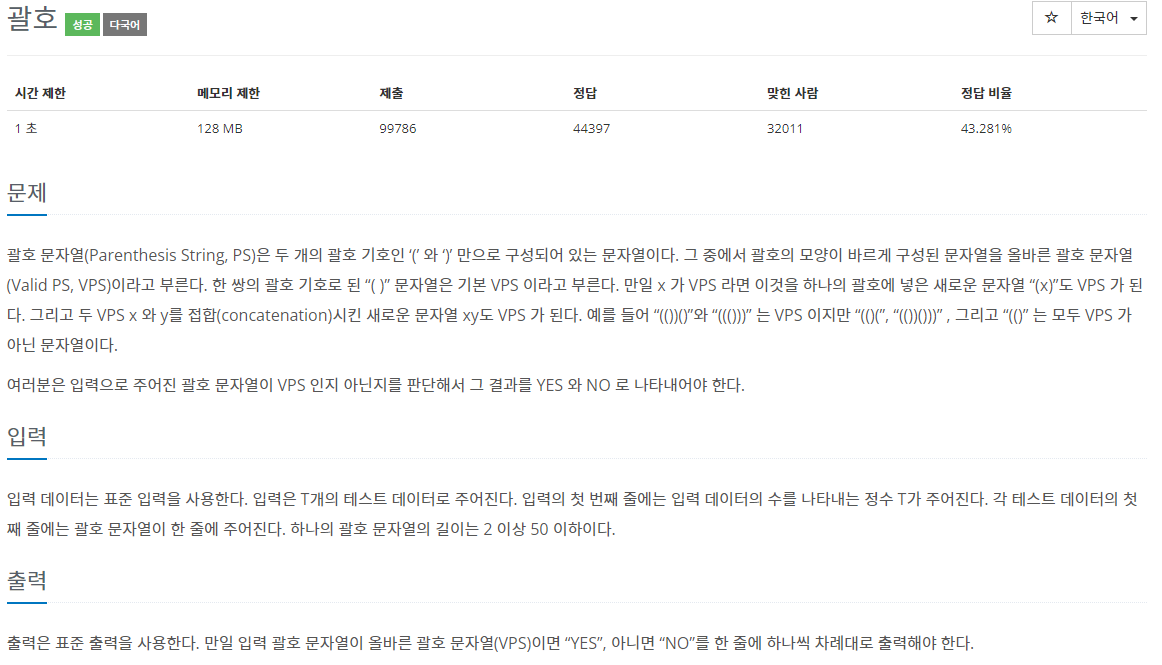 괄호 성공 다국어 ☆ 한국어
시간 제한 메모리 제한 제출 정답 맞힌 사람 정답 비율
1 초 128 MB 99786 44397 32011 43.281%
문제
괄호 문자열(Parenthesis String, PS)은 두 개의 괄호 기호인 ‘(’ 와 ‘)’ 만으로 구성되어 있는 문자열이다. 그 중에서 괄호의 모양이 바르게 구성된 문자열을 올바른 괄호 문자열
(Valid PS, VPS)이라고 부른다. 한 쌍의 괄호 기호로 된 “( )” 문자열은 기본 VPS 이라고 부른다. 만일 x 가 VPS 라면 이것을 하나의 괄호에 넣은 새로운 문자열 “(x)”도 VPS 가 된
다. 그리고 두 VPS x 와 y를 접합(concatenation)시킨 새로운 문자열 xy도 VPS 가 된다. 예를 들어 “(())()”와 “((()))” 는 VPS 이지만 “(()(”, “(())()))” , 그리고 “(()” 는 모두 VPS 가
아닌 문자열이다.
여러분은 입력으로 주어진 괄호 문자열이 VPS 인지 아닌지를 판단해서 그 결과를 YES 와 NO 로 나타내어야 한다.
입력
입력 데이터는 표준 입력을 사용한다. 입력은 T개의 테스트 데이터로 주어진다. 입력의 첫 번째 줄에는 입력 데이터의 수를 나타내는 정수 T가 주어진다. 각 테스트 데이터의 첫
째 줄에는 괄호 문자열이 한 줄에 주어진다. 하나의 괄호 문자열의 길이는 2 이상 50 이하이다.
출력
출력은 표준 출력을 사용한다. 만일 입력 괄호 문자열이 올바른 괄호 문자열(VPS)이면 “YES”, 아니면 “NO”를 한 줄에 하나씩 차례대로 출력해야 한다.